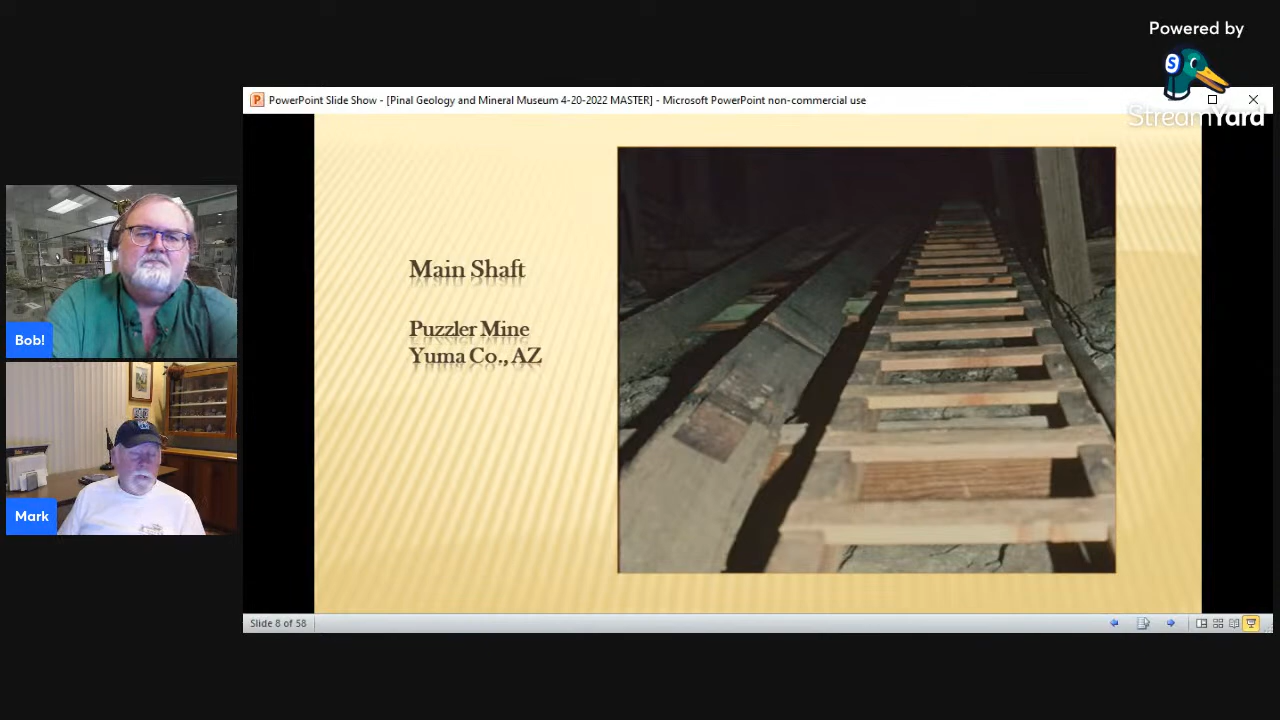 Powered by
S
StreamYard
PowerPoint Slide Show - [Pinal Geology and Mineral Museum 4-20-2022 MASTER] - Microsoft PowerPoint non-commercial use
Main Shaft
Puzzler Mine
Yuma Co., AZ
Bob!
Mark
Slide 8 of 58